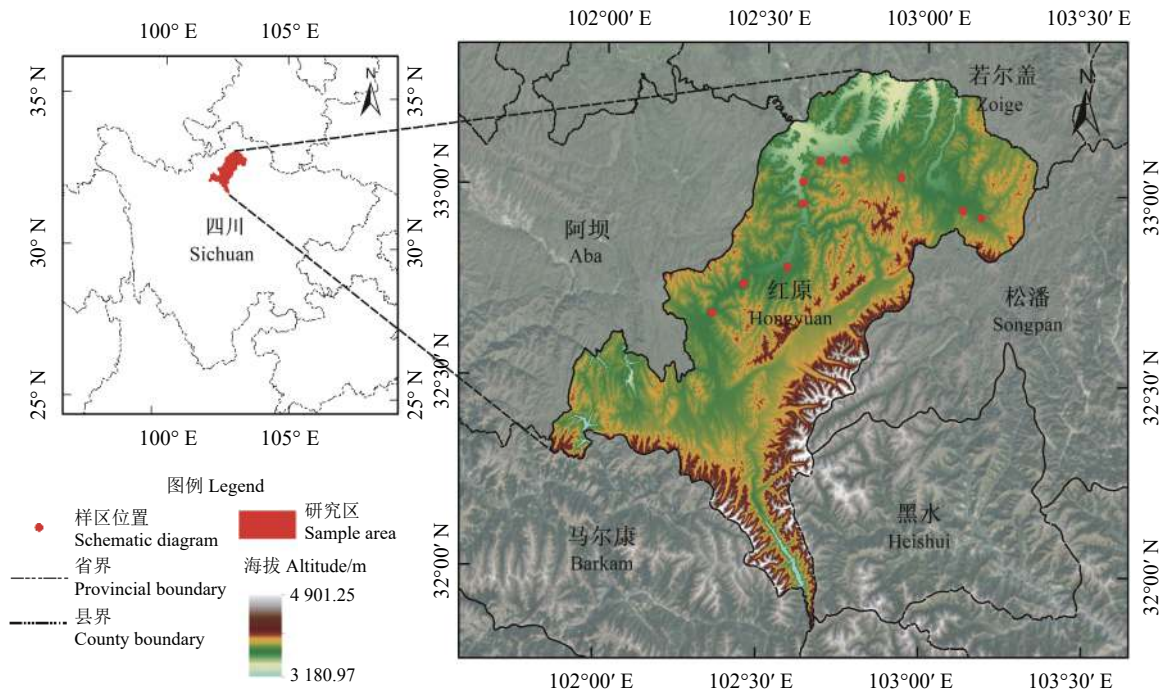 100° E 105° E
35° N
30° N
25° N
35° N
30° N
25° N
N
四川
Sichuan
100° E 105° E
102°00′ E 102°30′ E 103°00′ E 103°30′ E
33°00′ N
32°30′ N
32°00′ N
33°00′ N
32°30′ N
32°00′ N
若尔盖
Zoige
N
阿坝
Aba
红原
Hongyuan
松潘
Songpan
马尔康
Barkam
黑水
Heishui
102°00′ E 102°30′ E 103°00′ E 103°30′ E
图例 Legend
样区位置
Schematic diagram
研究区
Sample area
省界
Provincial boundary
县界
County boundary
海拔 Altitude/m
4 901.25
3 180.97